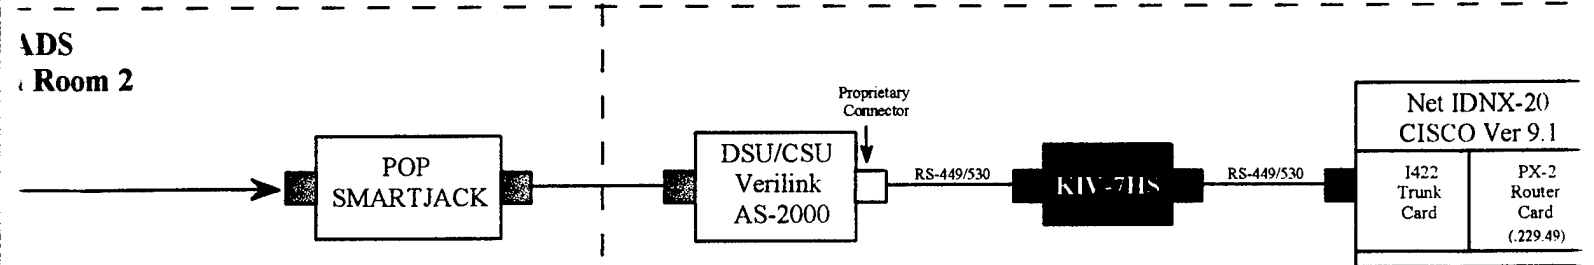 ADS
Room 2
POP
SMARTJACK
Proprietary
Connector
DSU/CSU
Verilink
AS-2000
RS-449/530
KIV-7HS
RS-449/530
Net IDNX-20
CISCO Ver 9.1
I422
Trunk
Card
PX-2
Router
Card
(.229.49)